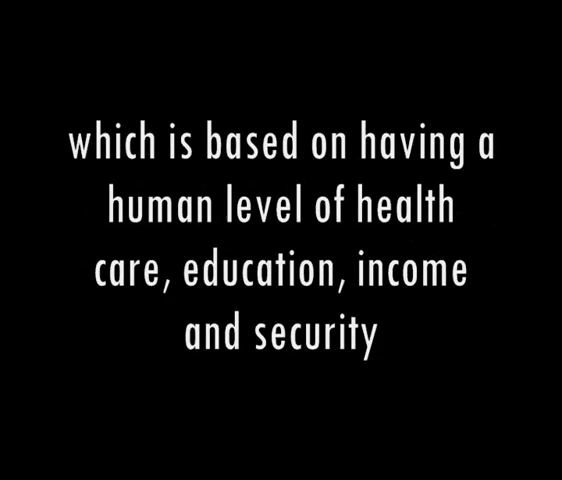 which is based on having a
human level of health
care, education, income
and security